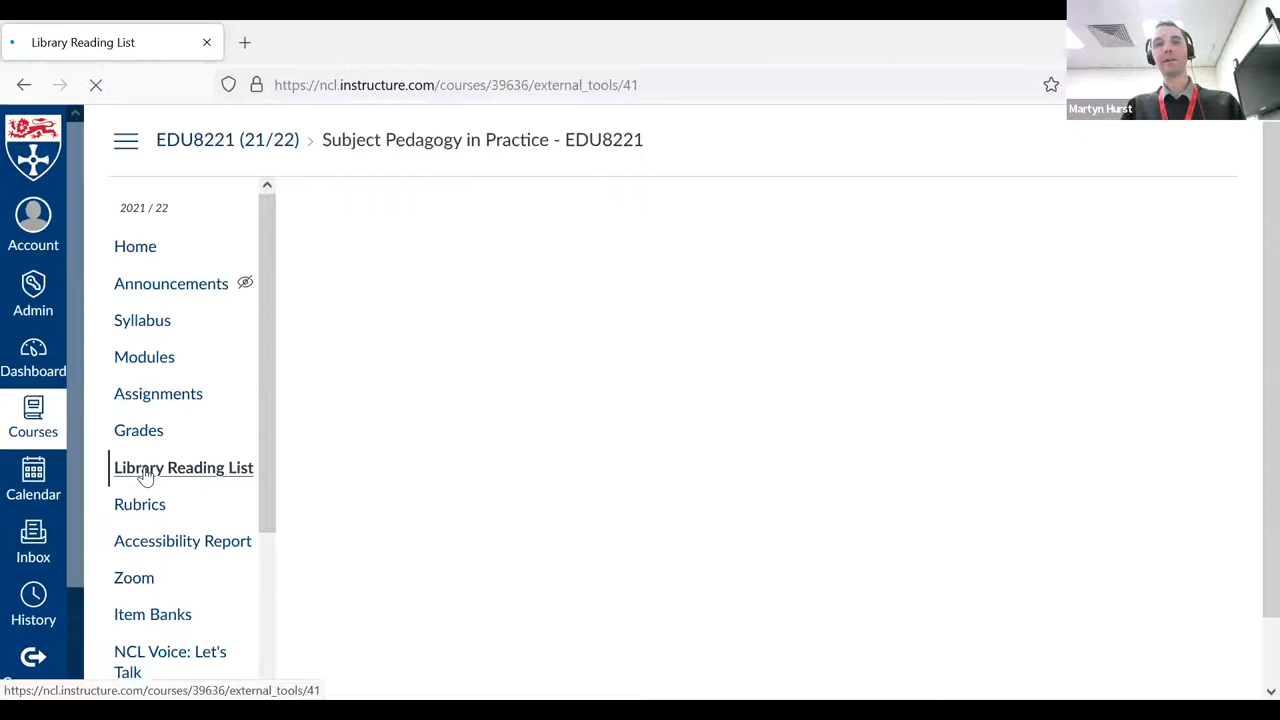 Library Reading List
https://ncl.instructure.com/courses/39636/external_tools/41
Martyn Hurst
EDU8221 (21/22) > Subject Pedagogy in Practice - EDU8221
Account
Admin
Dashboard
Courses
Calendar
Inbox
History
2021 / 22
Home
Announcements
Syllabus
Modules
Assignments
Grades
Library Reading List
Rubrics
Accessibility Report
Zoom
Item Banks
NCL Voice: Let's
Talk
https://ncl.instructure.com/courses/39636/external_tools/41